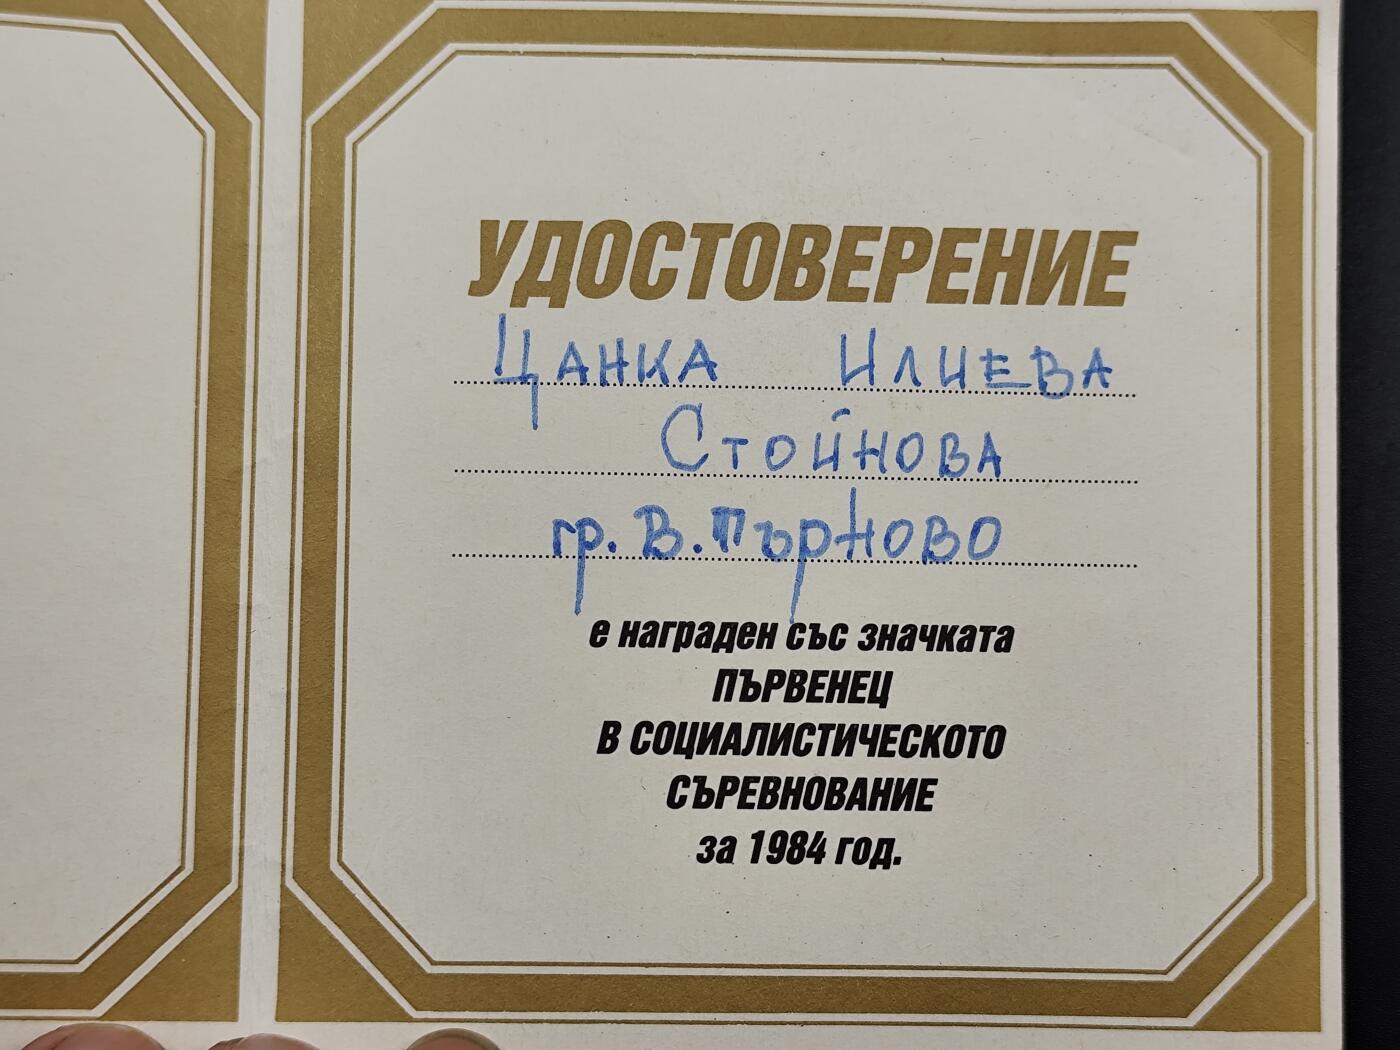 УДОСТОВЕРЕНИЕ
ЦАНКА ИЛИЕВА
СТОЙНОВА
гр. В. Търново
е награден със значката
ПЪРВЕНЕЦ
В СОЦИАЛИСТИЧЕСКОТО
СЪРЕВНОВАНИЕ
за 1984 год.